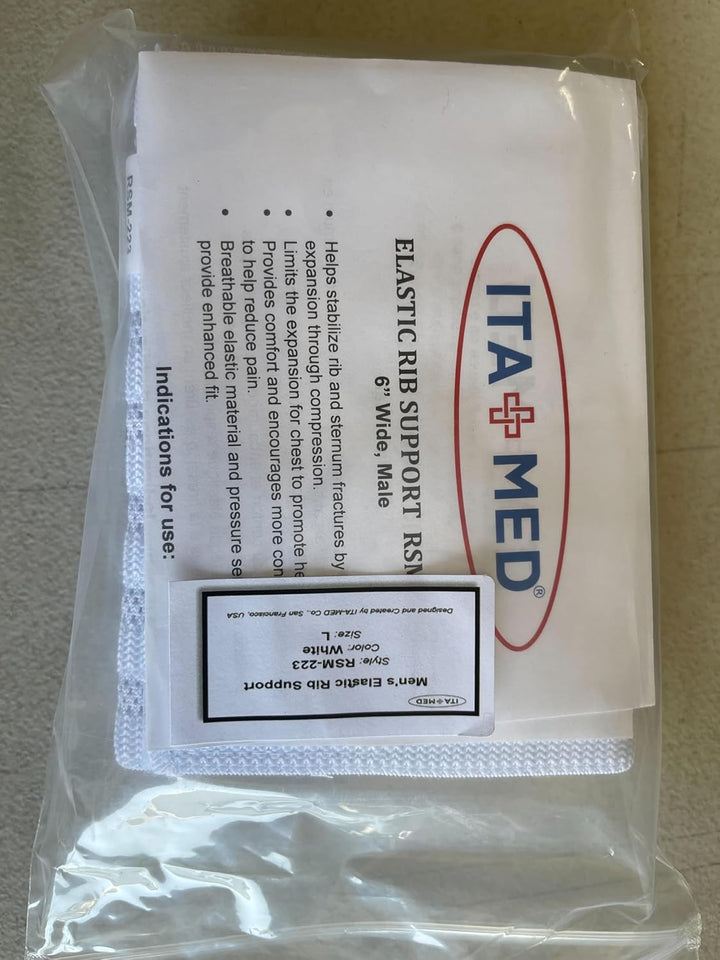 ITA MED®
ELASTIC RIB SUPPORT RSM
6” Wide, Male
• Helps stabilize rib and sternum fractures by
expansion through compression.
• Limits the expansion for chest to promote he
• Provides comfort and encourages more con
to help reduce pain.
• Breathable elastic material and pressure se
provide enhanced fit.
Indications for use:
ITA MED
Men's Elastic Rib Support
Style: RSM-223
Color: White
Size: L
Designed and Created by ITA-MED Co., San Francisco, USA
RSM-223